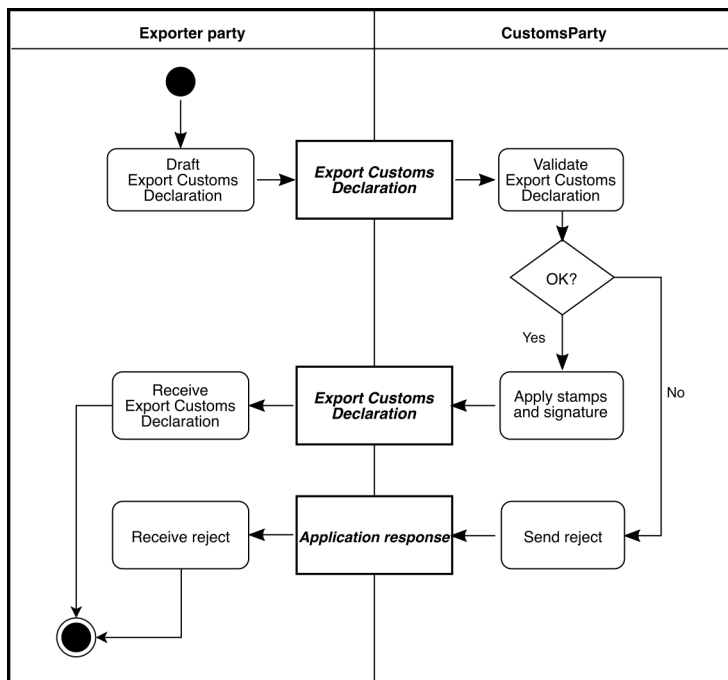 Exporter party
CustomsParty
Draft
Export Customs
Declaration
Export Customs
Declaration
Validate
Export Customs
Declaration
OK?
Yes
No
Receive
Export Customs
Declaration
Export Customs
Declaration
Apply stamps
and signature
Receive reject
Application response
Send reject